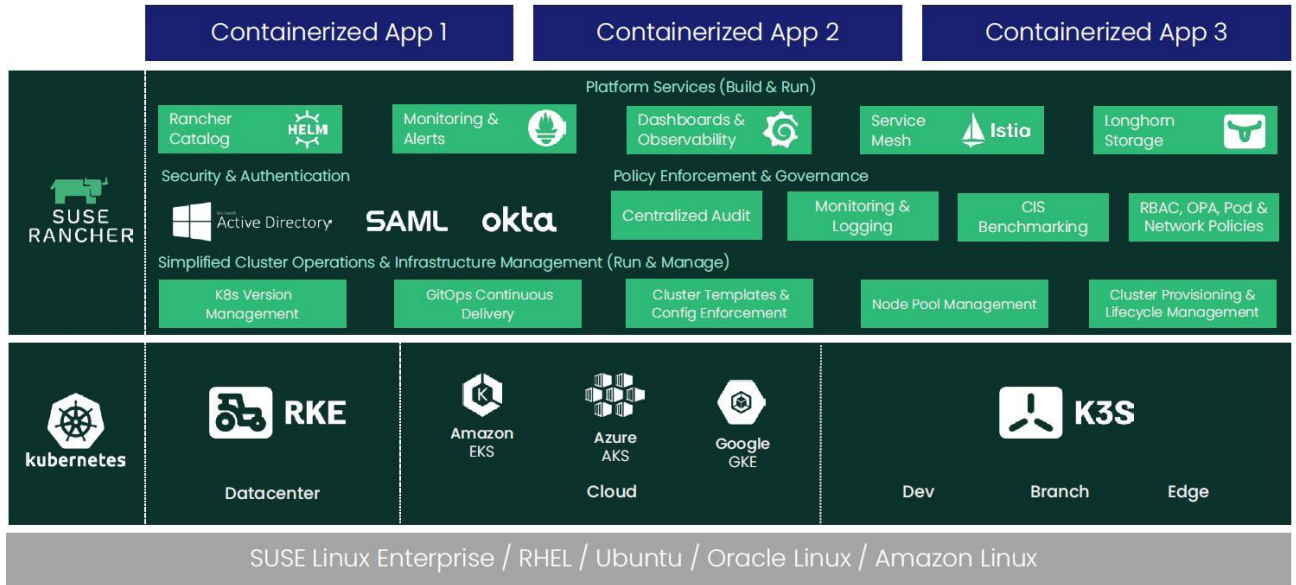 Containerized App 1
Containerized App 2
Containerized App 3
SUSE
RANCHER
Platform Services (Build & Run)
Rancher
Catalog
HELM
Monitoring &
Alerts
Dashboards &
Observability
Service
Mesh
Istio
Longhorn
Storage
Security & Authentication
Microsoft
Active Directory
SAML
okta
Policy Enforcement & Governance
Centralized Audit
Monitoring &
Logging
CIS
Benchmarking
RBAC, OPA, Pod &
Network Policies
Simplified Cluster Operations & Infrastructure Management (Run & Manage)
K8s Version
Management
GitOps Continuous
Delivery
Cluster Templates &
Config Enforcement
Node Pool Management
Cluster Provisioning &
Lifecycle Management
kubernetes
RKE
Datacenter
K
Amazon
EKS
Azure
AKS
Google
GKE
Cloud
K3S
Dev
Branch
Edge
SUSE Linux Enterprise / RHEL / Ubuntu / Oracle Linux / Amazon Linux